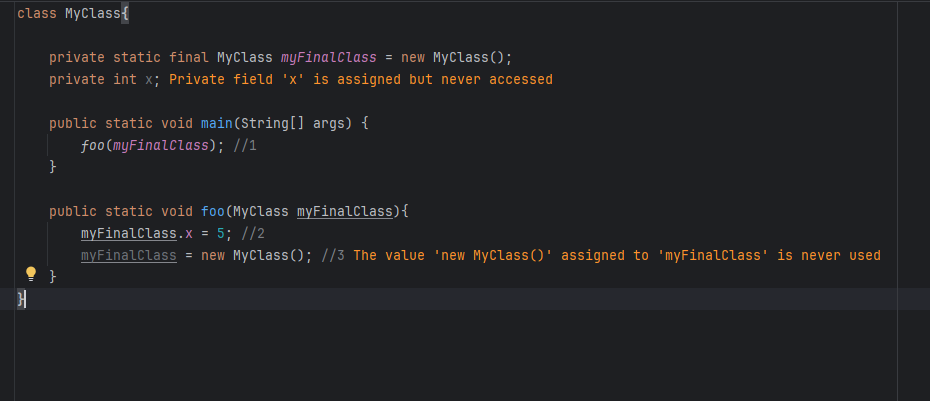 class MyClass{
private static final MyClass myFinalClass = new MyClass();
private int x; Private field 'x' is assigned but never accessed
public static void main(String[] args) {
foo(myFinalClass); //1
}
public static void foo(MyClass myFinalClass){
myFinalClass.x = 5; //2
myFinalClass = new MyClass(); //3 The value 'new MyClass()' assigned to 'myFinalClass' is never used
}
}